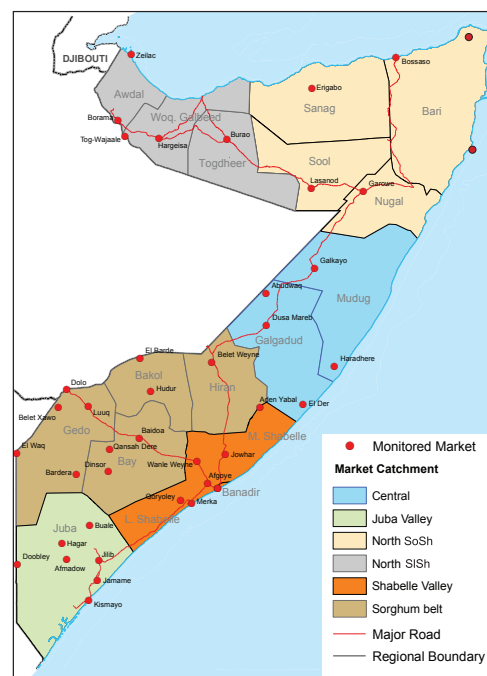 DJIBOUTI
Zeilac
Bossaso
Awdal
Erigabo
Sanag
Bari
Borama
Woq. Galbeed
Tog-Wajaale
Hargeisa
Burao
Togdheer
Sool
Lasanod
Garowe
Nugal
Galkayo
Abudwaq
Mudug
Dusa Mareb
Galgadud
El Barde
Belet Weyne
Haradhere
Bakol
Hiran
Dolo
Hudur
Aden Yabal
El Der
Belet Xawo
Luuq
Gedo
Baidoa
M. Shabelle
El Waq
Qansah Dere
Bay
Wanle Weyne
Jowhar
Bardera
Dinsor
Afgoye
Banadir
Qoryoley
Merka
L. Shabelle
Juba
Buale
Hagar
Doobley
Afmadow
Jilib
Jamame
Kismayo
Monitored Market
Market Catchment
Central
Juba Valley
North SoSh
North SlSh
Shabelle Valley
Sorghum belt
Major Road
Regional Boundary